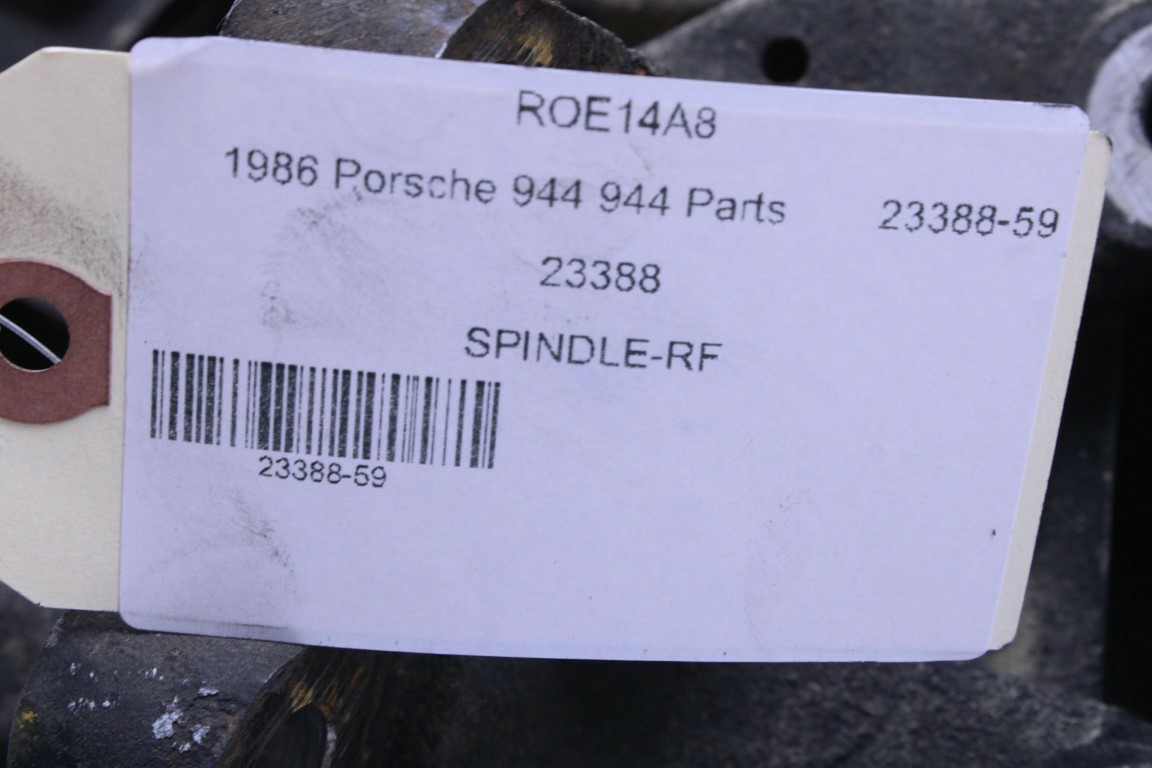 ROE14A8
1986 Porsche 944 944 Parts 23388-59
23388
SPINDLE-RF
23388-59